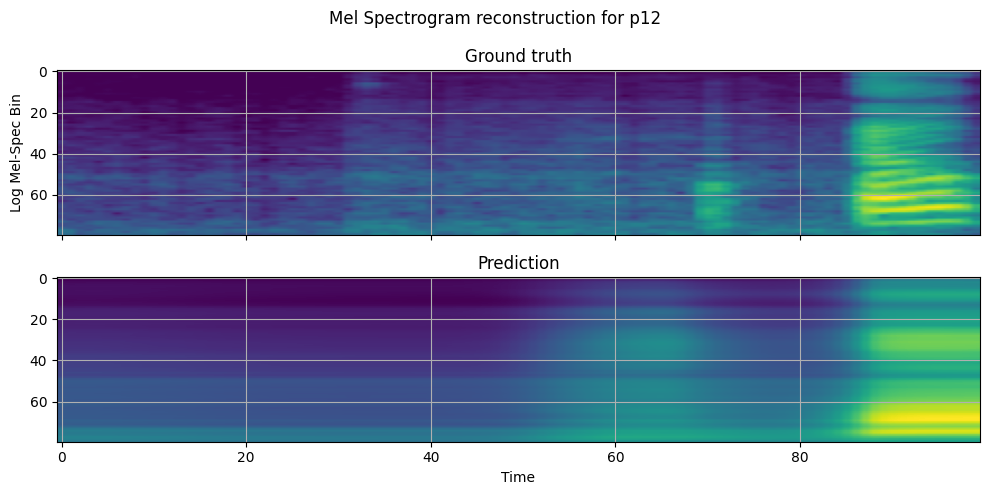 Mel Spectrogram reconstruction for p12
Ground truth
0
20
40
60
Log Mel-Spec Bin
Prediction
0
20
40
60
0 20 40 60 80
Time